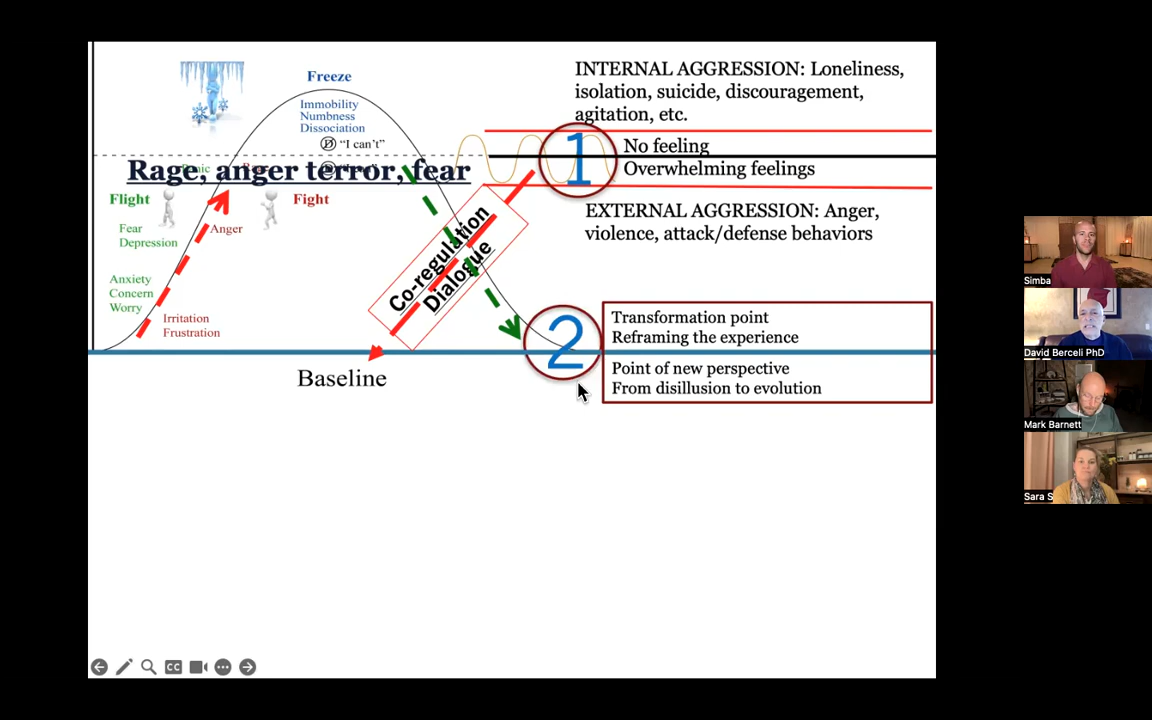 Freeze
Immobility
Numbness
Dissociation
“I can’t”
Rage, anger terror, fear
Panic
Flight
Fight
Fear
Depression
Anger
Anxiety
Concern
Worry
Irritation
Frustration
Co-regulation
Dialogue
Baseline
INTERNAL AGGRESSION: Loneliness,
isolation, suicide, discouragement,
agitation, etc.
1
No feeling
Overwhelming feelings
EXTERNAL AGGRESSION: Anger,
violence, attack/defense behaviors
2
Transformation point
Reframing the experience
Point of new perspective
From disillusion to evolution
CC
Simba
David Berceli PhD
Mark Barnett
Sara S